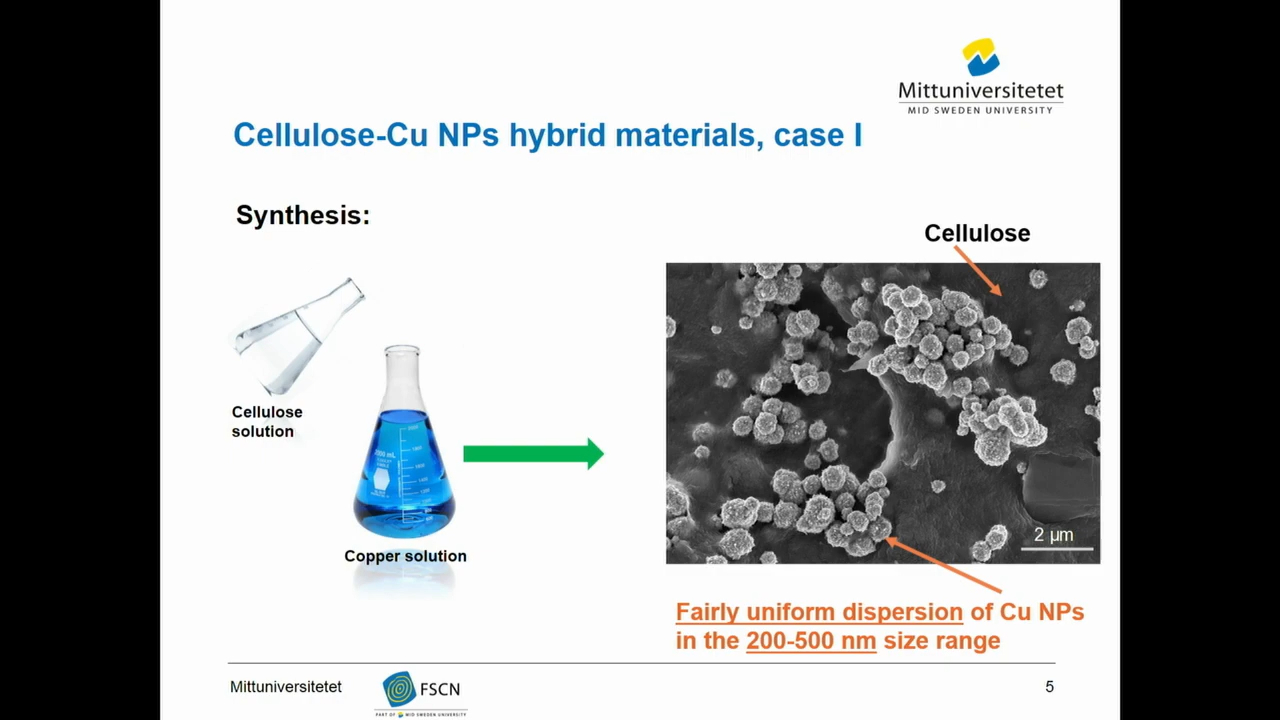 Mittuniversitetet
MID SWEDEN UNIVERSITY
Cellulose-Cu NPs hybrid materials, case I
Synthesis:
Cellulose
Cellulose
solution
Copper solution
2 µm
Fairly uniform dispersion of Cu NPs
in the 200-500 nm size range
Mittuniversitetet
FSCN
PART OF MID SWEDEN UNIVERSITY
5